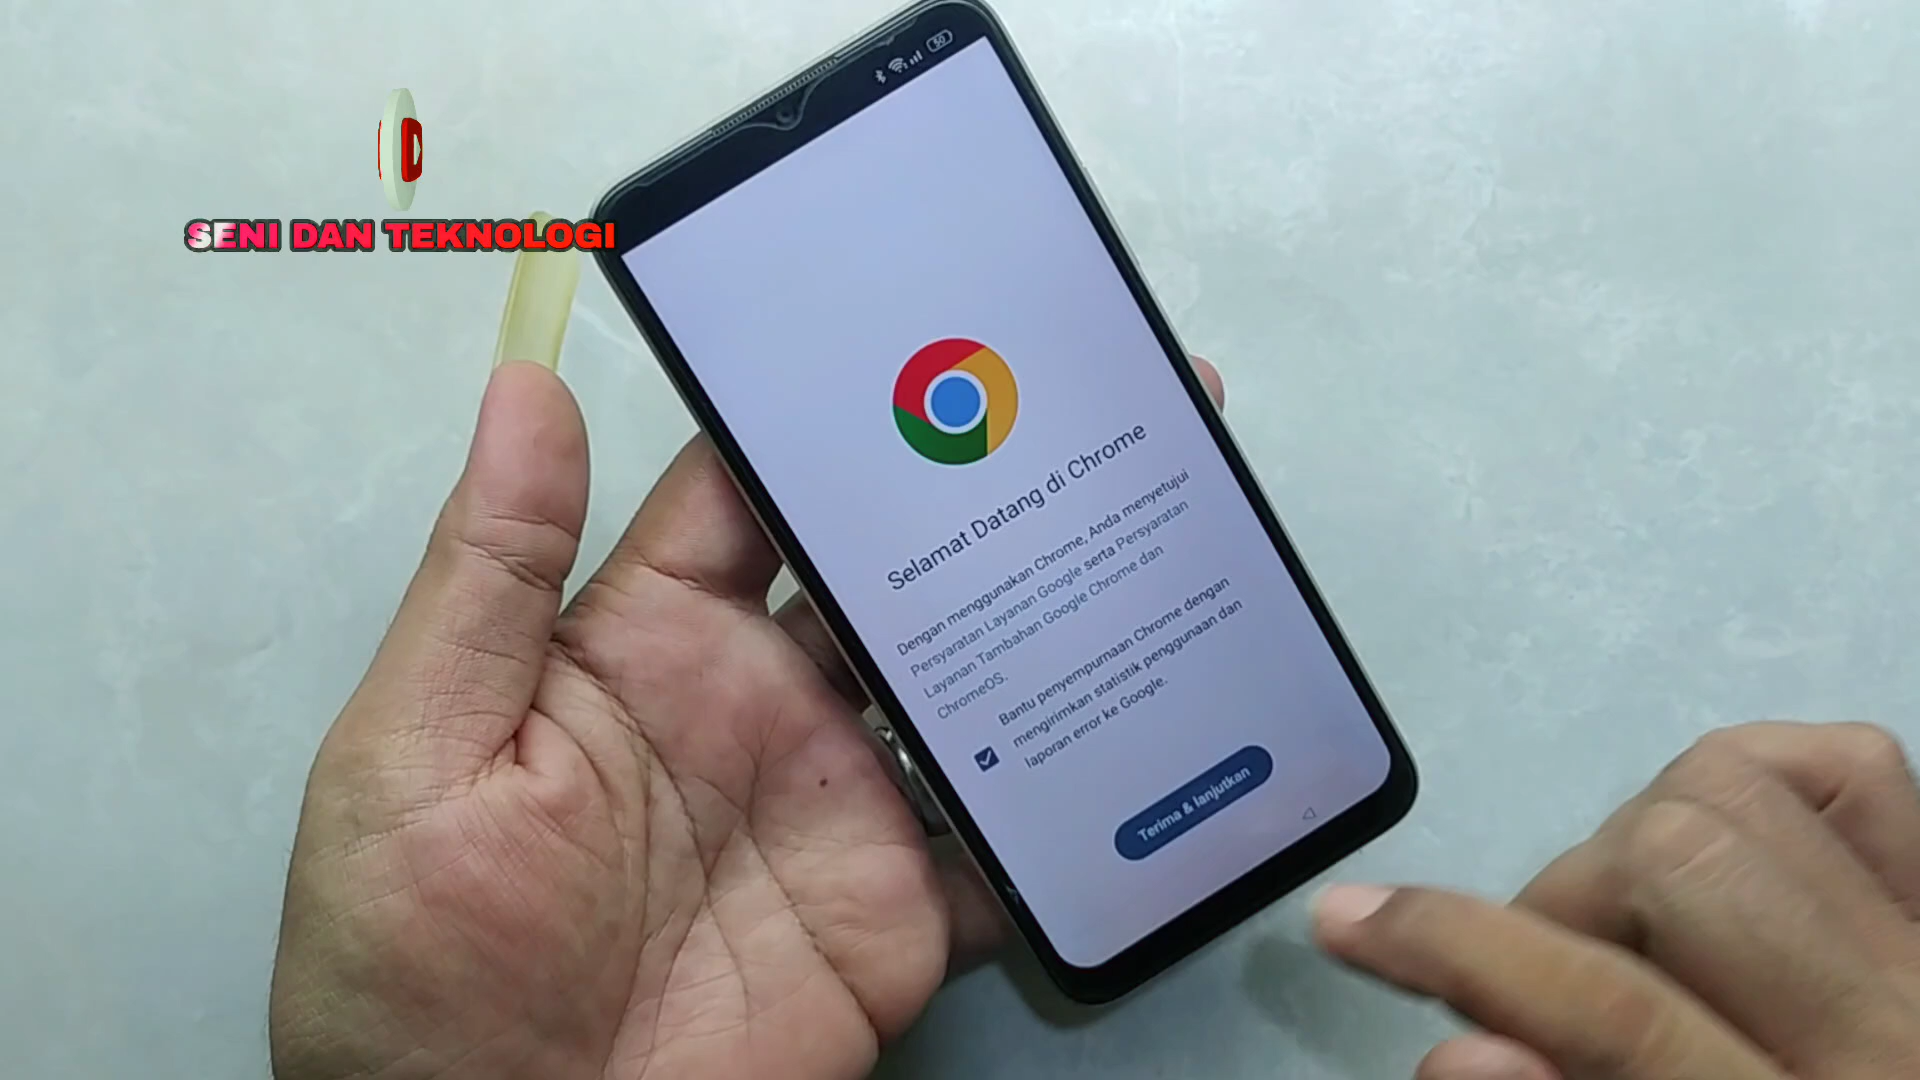 50
SENI DAN TEKNOLOGI
Selamat Datang di Chrome
Dengan menggunakan Chrome, Anda menyetujui
Persyaratan Layanan Google serta Persyaratan
Layanan Tambahan Google Chrome dan
ChromeOS.
Bantu penyempurnaan Chrome dengan
mengirimkan statistik penggunaan dan
laporan error ke Google.
Terima & lanjutkan